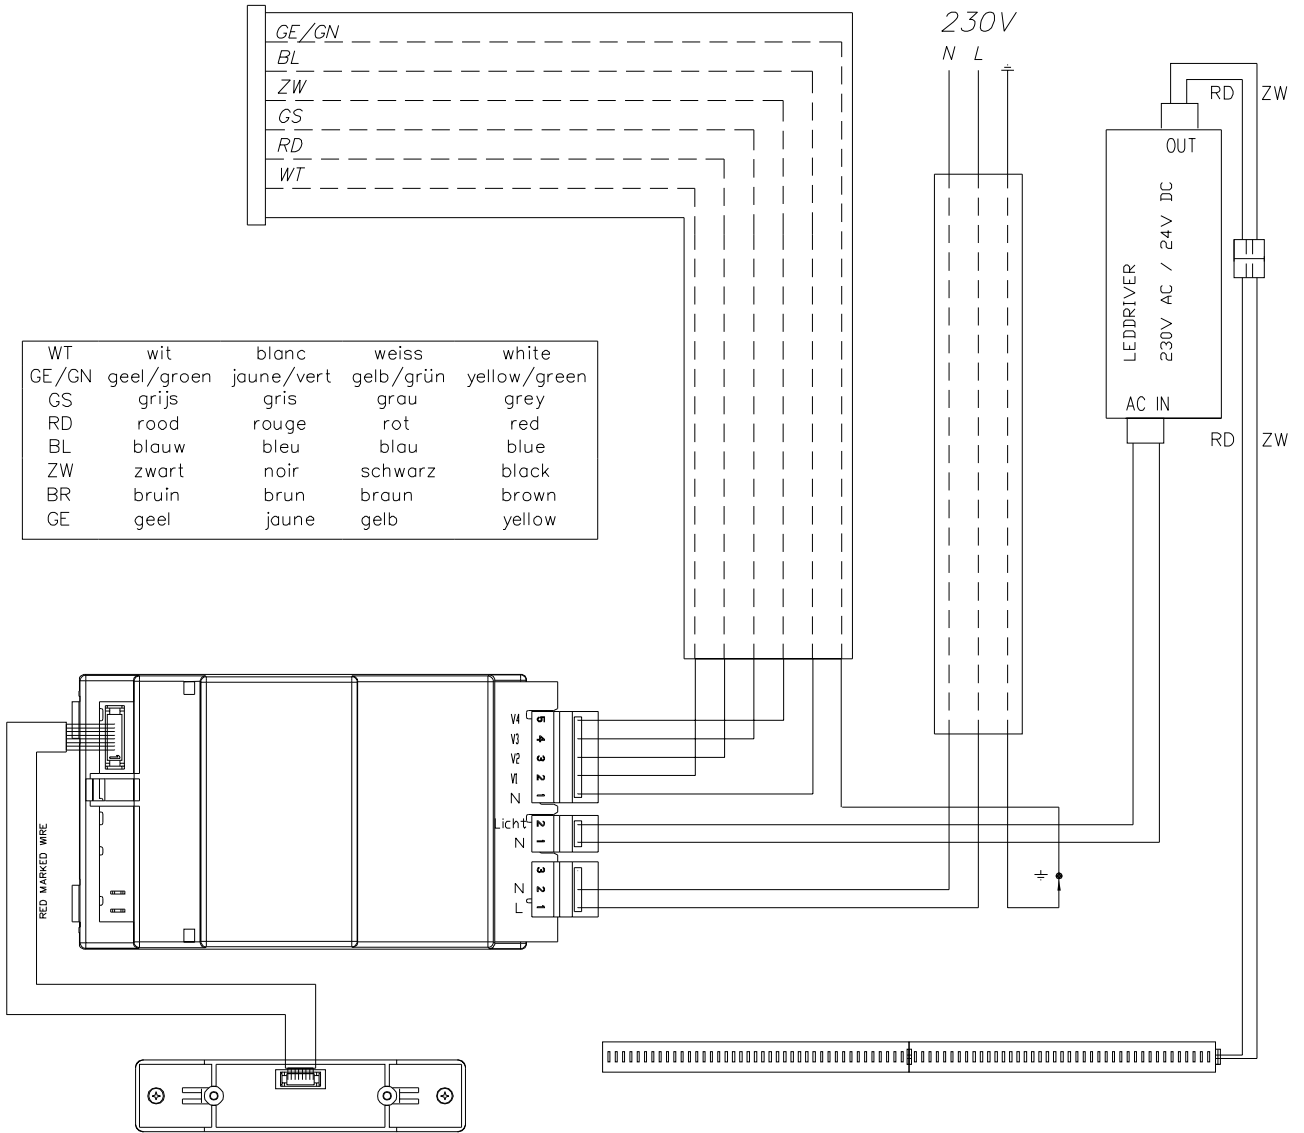 230V
N L
GE/GN
BL
ZW
GS
RD
WT
RD ZW
OUT
LEDDRIVER
230V AC / 24V DC
AC IN
RD ZW
WT wit blanc weiss white
GE/GN geel/groen jaune/vert gelb/grün yellow/green
GS grijs gris grau grey
RD rood rouge rot red
BL blauw bleu blau blue
ZW zwart noir schwarz black
BR bruin brun braun brown
GE geel jaune gelb yellow
V4 5
V3 4
V2 3
V1 2
N 1
Licht 2
N 1
3
N 2
L 1
RED MARKED WIRE